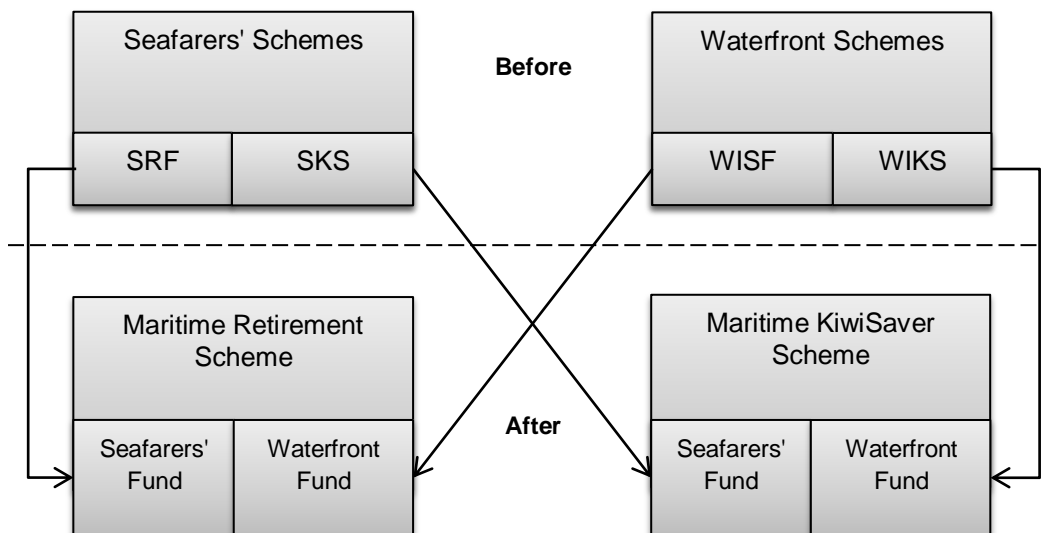 Seafarers' Schemes
Before
Waterfront Schemes
SRF
SKS
WISF
WIKS
Maritime Retirement
Scheme
Maritime KiwiSaver
Scheme
After
Seafarers'
Fund
Waterfront
Fund
Seafarers'
Fund
Waterfront
Fund